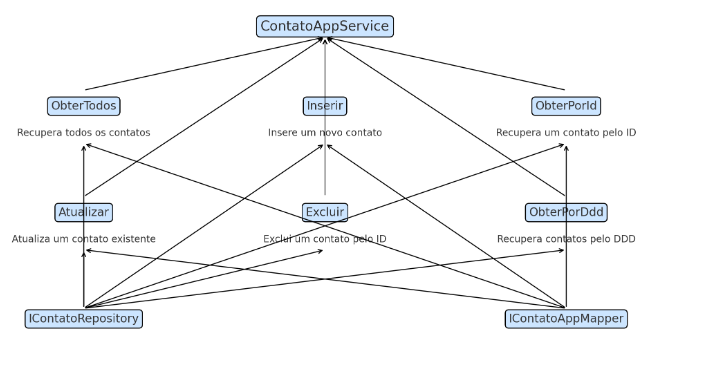 ContatoAppService
ObterTodos
Inserir
ObterPorId
Recupera todos os contatos
Insere um novo contato
Recupera um contato pelo ID
Atualizar
Excluir
ObterPorDdd
Atualiza um contato existente
Exclui um contato pelo ID
Recupera contatos pelo DDD
IContatoRepository
IContatoAppMapper